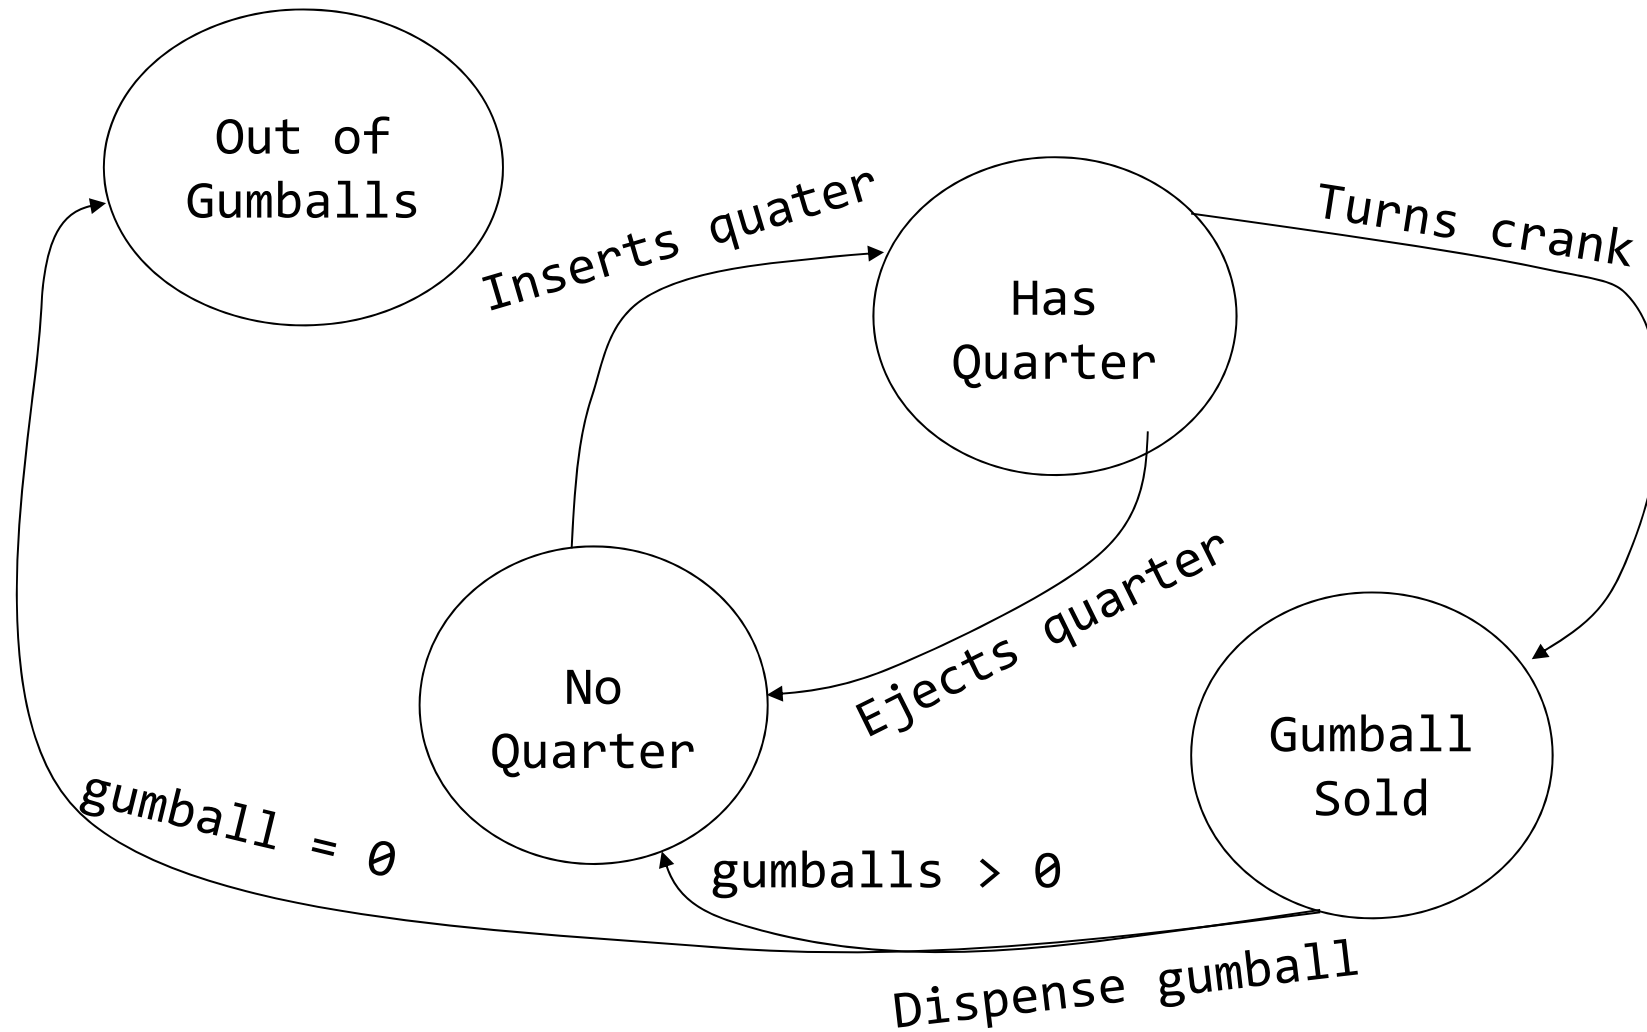 Out of
Gumballs
Inserts quater
Turns crank
Has
Quarter
Ejects quarter
No
Quarter
Gumball
Sold
gumball = 0
gumballs > 0
Dispense gumball